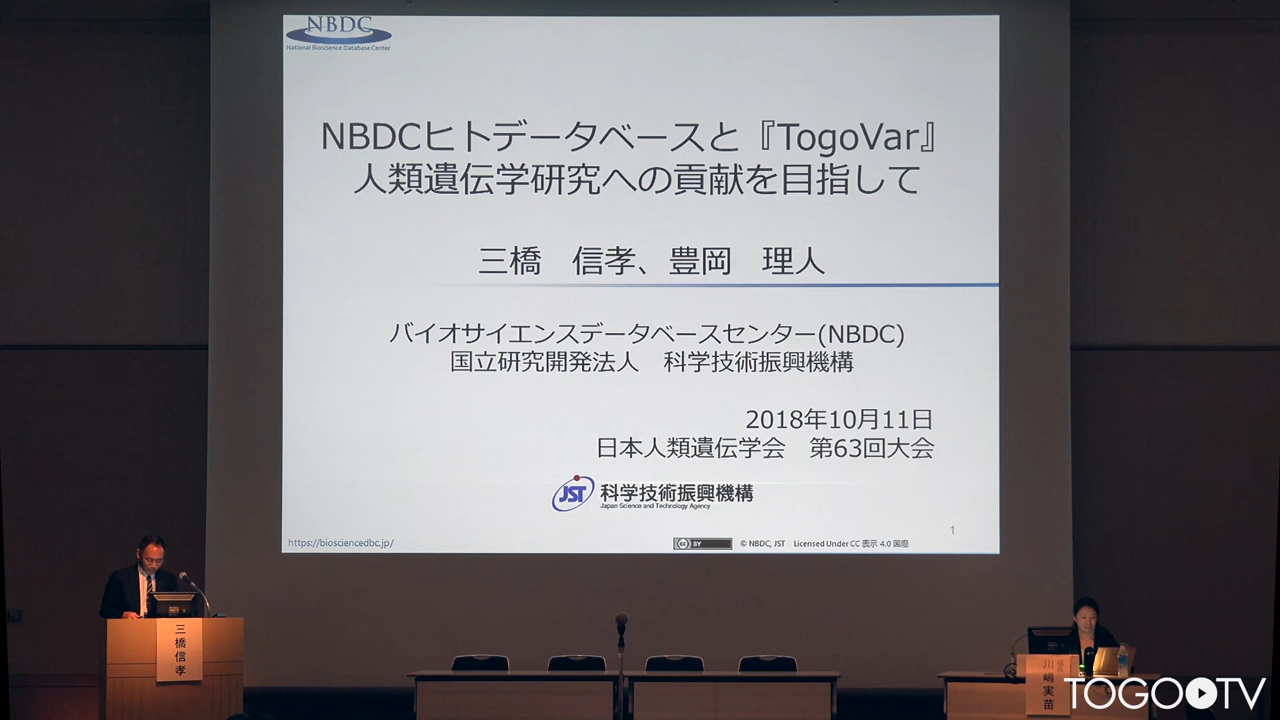 NBDC
National Bioscience Database Center
NBDCヒトデータベースと『TogoVar』
人類遺伝学研究への貢献を目指して
三橋　信孝、豊岡　理人
バイオサイエンスデータベースセンター(NBDC)
国立研究開発法人　科学技術振興機構
2018年10月11日
日本人類遺伝学会　第63回大会
JST 科学技術振興機構
Japan Science and Technology Agency
1
https://biosciencedbc.jp/
cc BY © NBDC, JST Licensed Under CC 表示 4.0 国際
三橋信孝
川嶋実苗
TOGOTV